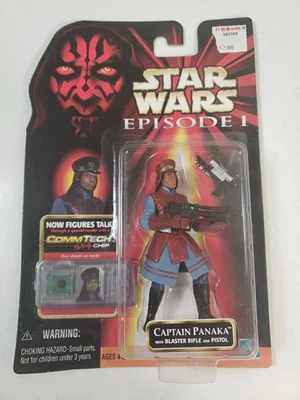 7.99
STAR
WARS
EPISODE I
NOW FIGURES TALK
COMMTECH
CHIP
CAPTAIN PANAKA™
WITH BLASTER RIFLE AND PISTOL
WARNING:
CHOKING HAZARD-Small parts.
Not for children under 3 years.
AGES 4